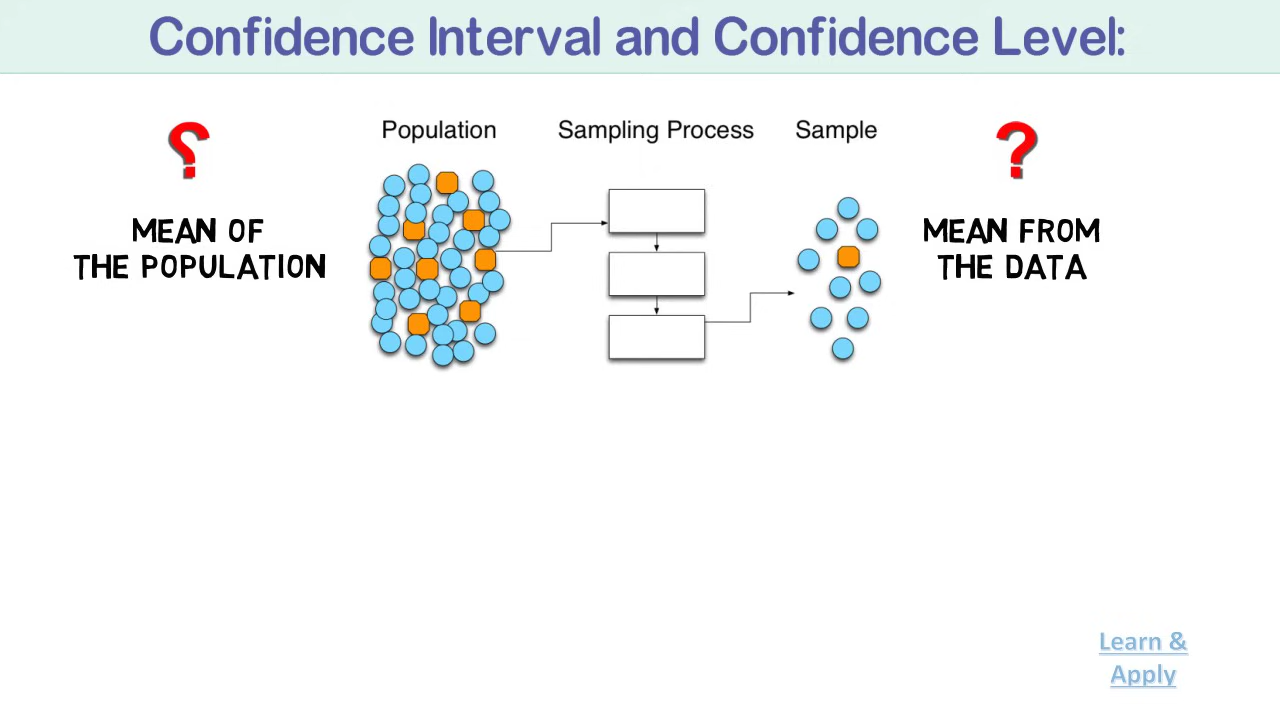 Confidence Interval and Confidence Level:
Population
Sampling Process
Sample
?
MEAN OF
THE POPULATION
?
MEAN FROM
THE DATA
Learn &
Apply